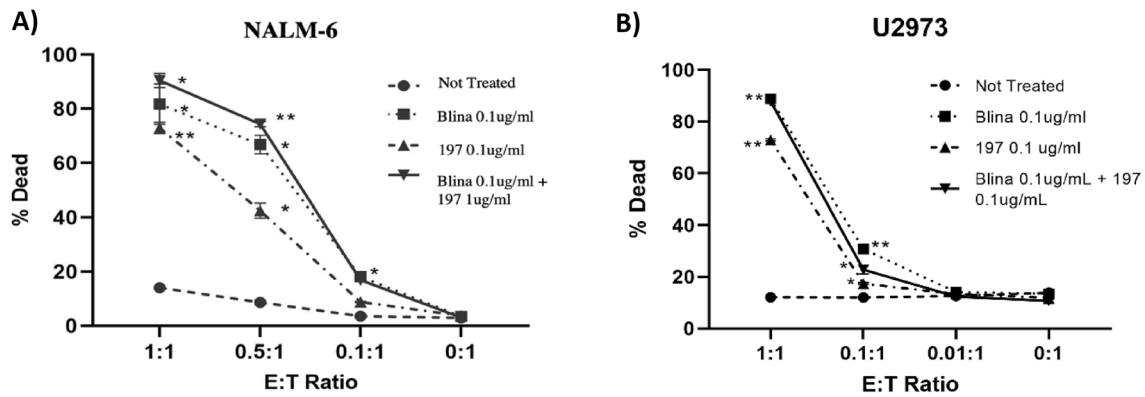 A)
NALM-6
100
80
60
40
20
0
% Dead
1:1
0.5:1
0.1:1
0:1
E:T Ratio
*
*
**
**
*
*
*
Not Treated
Blina 0.1ug/ml
197 0.1ug/ml
Blina 0.1ug/ml +
197 1ug/ml
B)
U2973
100
80
60
40
20
0
% Dead
1:1
0.1:1
0.01:1
0:1
E:T Ratio
**
**
**
*
*
Not Treated
Blina 0.1ug/ml
197 0.1 ug/ml
Blina 0.1ug/mL + 197
0.1ug/mL